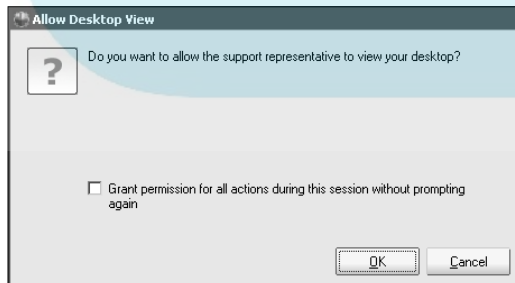 Allow Desktop View
Do you want to allow the support representative to view your desktop?
?
Grant permission for all actions during this session without prompting
again
OK
Cancel